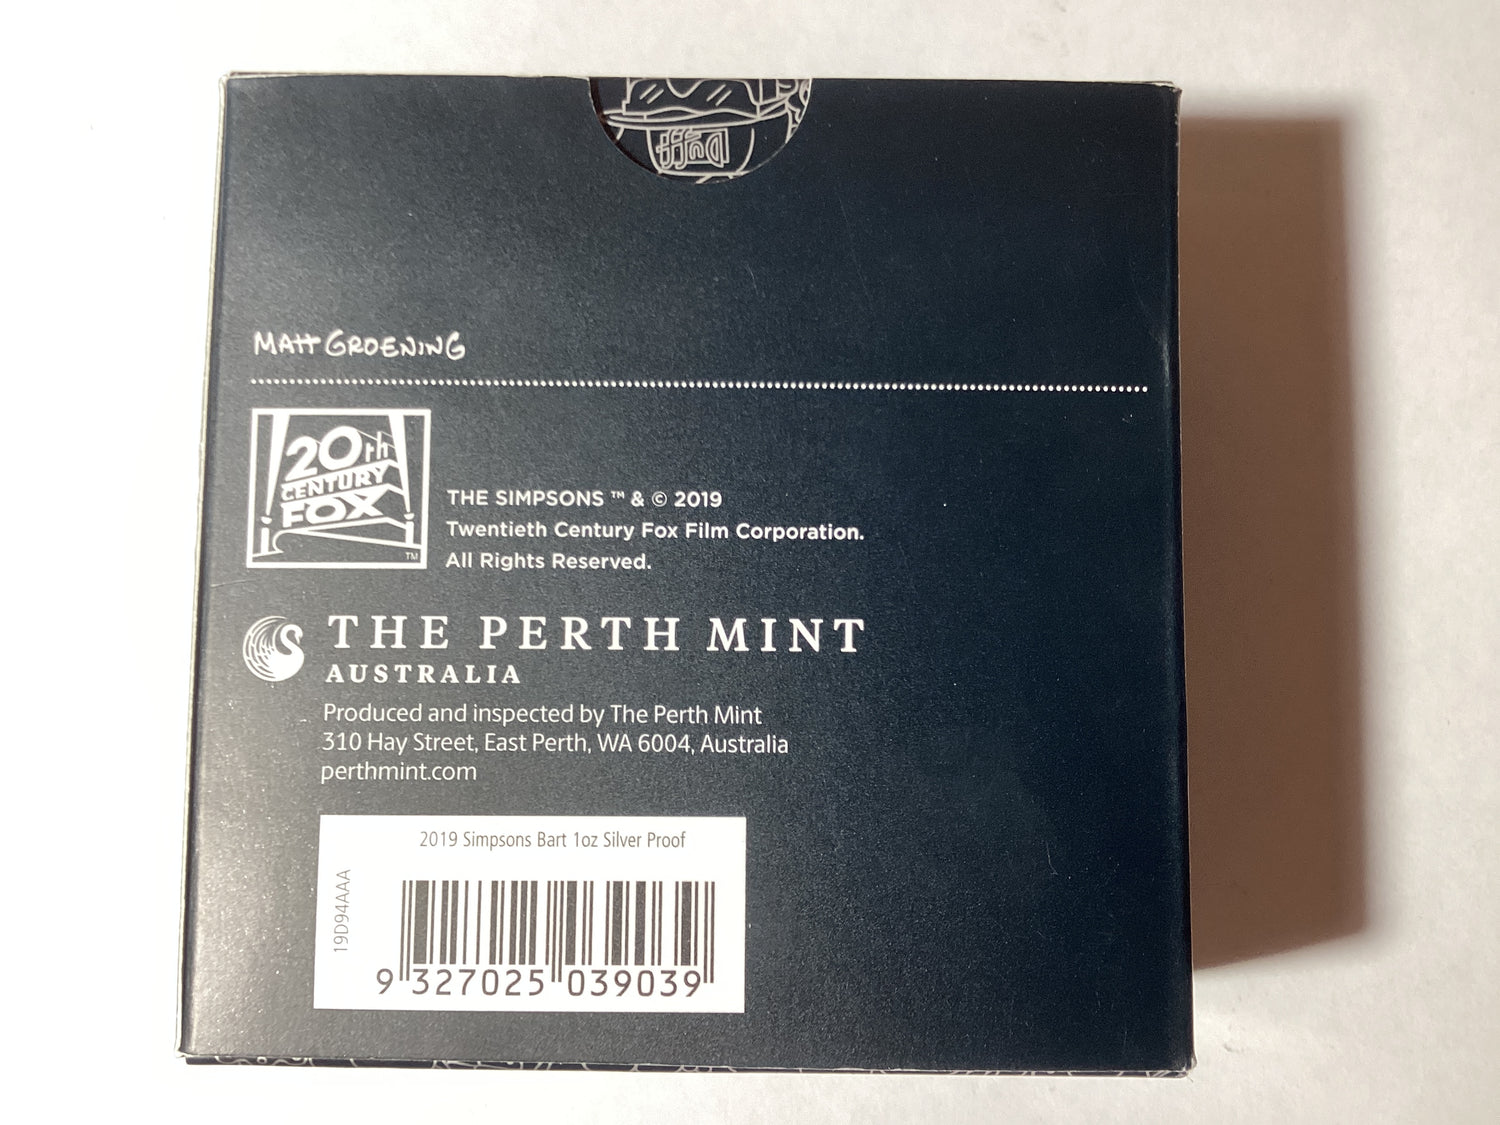 Duff
MATT GROENING
20th
CENTURY
FOX
TM
THE SIMPSONS ™ & © 2019
Twentieth Century Fox Film Corporation.
All Rights Reserved.
THE PERTH MINT
AUSTRALIA
Produced and inspected by The Perth Mint
310 Hay Street, East Perth, WA 6004, Australia
perthmint.com
2019 Simpsons Bart 1oz Silver Proof
19D94AAA
9 327025 039039